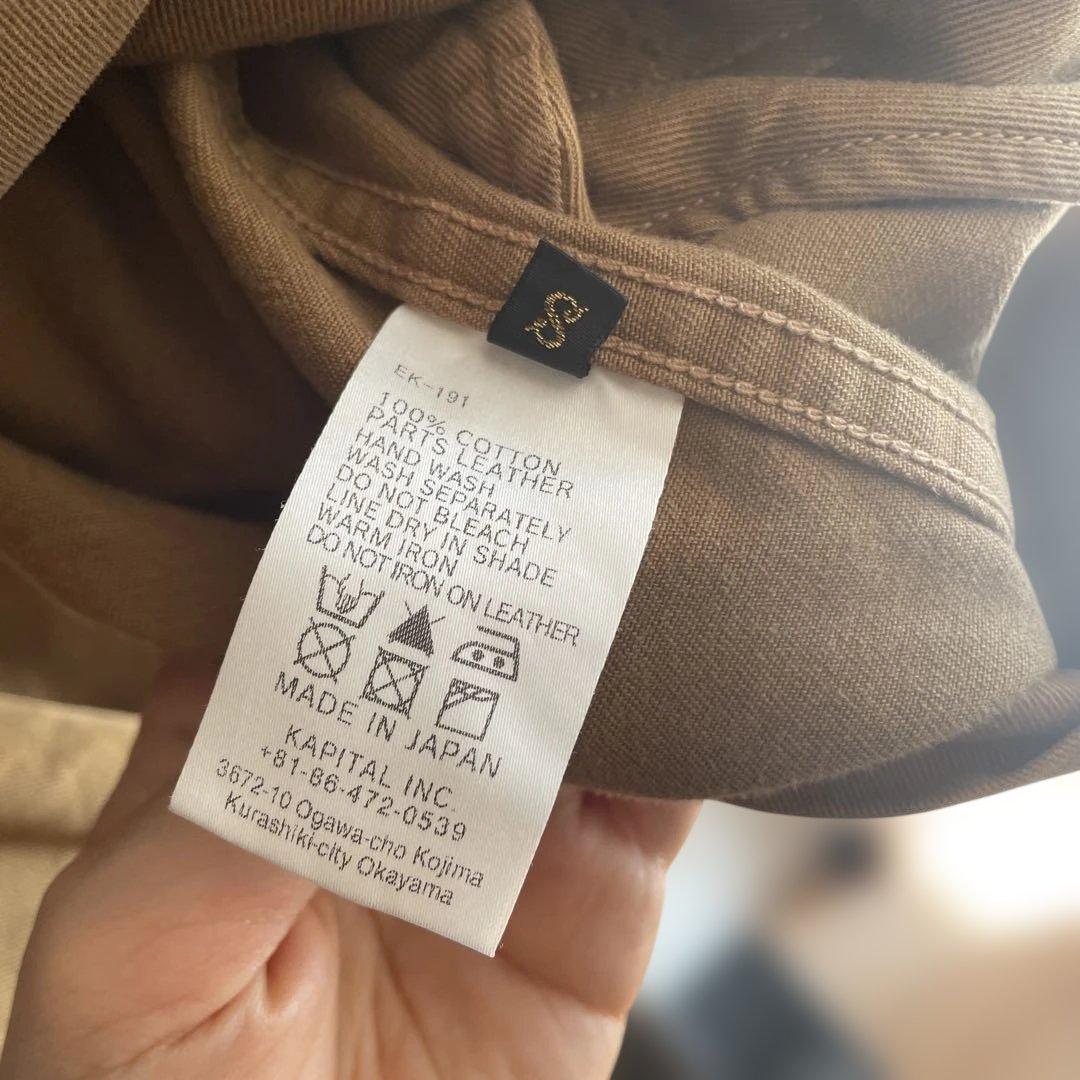 S
EK-191
100% COTTON
PARTS LEATHER
HAND WASH
WASH SEPARATELY
DO NOT BLEACH
LINE DRY IN SHADE
WARM IRON
DO NOT IRON ON LEATHER
MADE IN JAPAN
KAPITAL INC.
+81-86-472-0539
3672-10 Ogawa-cho Kojima
Kurashiki-city Okayama